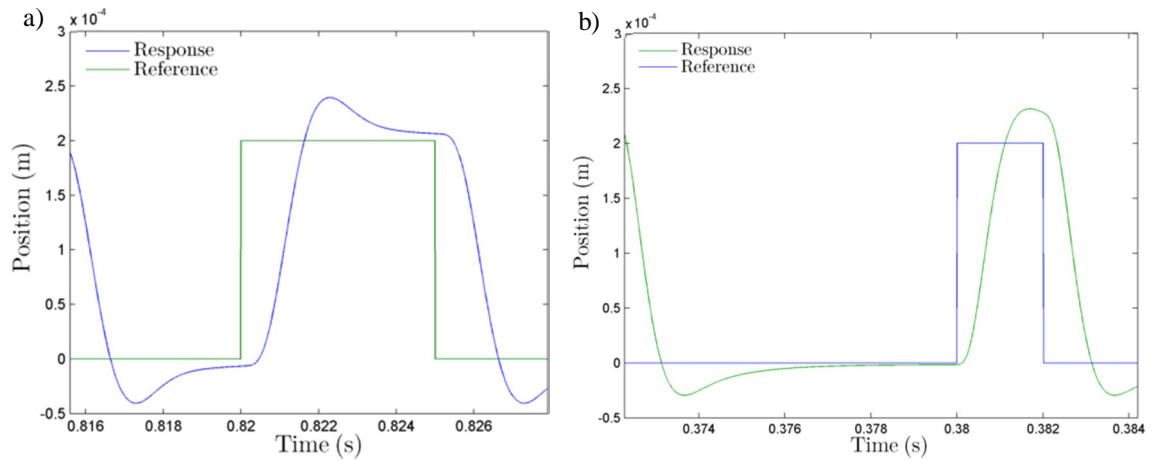 a)
x 10⁻⁴
3
2.5
2
1.5
1
0.5
0
-0.5
Position (m)
Response
Reference
0.816 0.818 0.82 0.822 0.824 0.826
Time (s)
b)
x 10⁻⁴
3
2.5
2
1.5
1
0.5
0
-0.5
Position (m)
Response
Reference
0.374 0.376 0.378 0.38 0.382 0.384
Time (s)